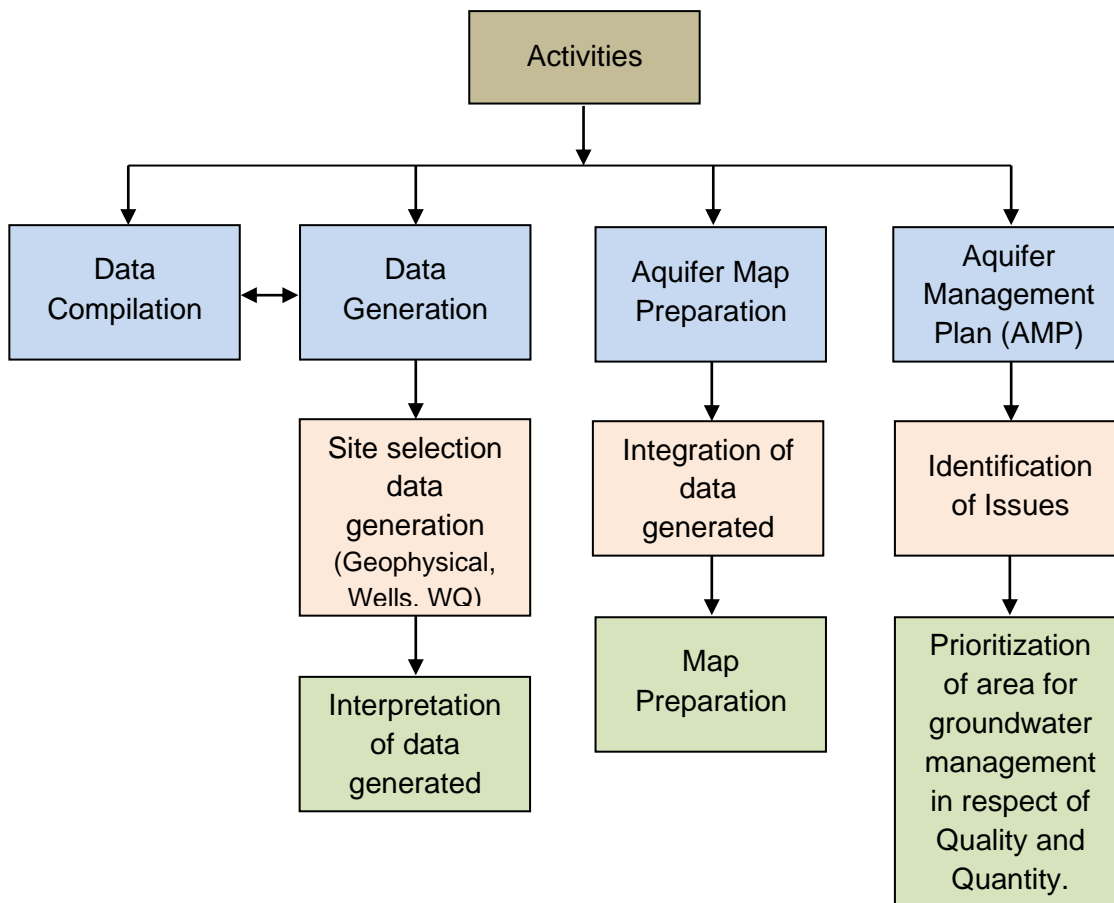 Activities
Data
Compilation
Data
Generation
Aquifer Map
Preparation
Aquifer
Management
Plan (AMP)
Site selection
data
generation
(Geophysical,
Wells, WQ)
Integration of
data
generated
Identification
of Issues
Interpretation
of data
generated
Map
Preparation
Prioritization
of area for
groundwater
management
in respect of
Quality and
Quantity.